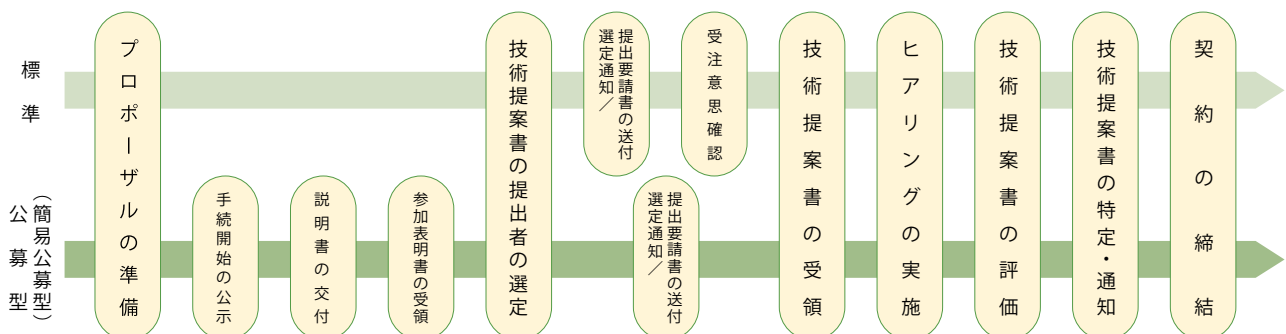 標準
公募型
（簡易公募型）
プロポーザルの準備
手続開始の公示
説明書の交付
参加表明書の受領
技術提案書の提出者の選定
選定通知／
提出要請書の送付
受注意思確認
選定通知／
提出要請書の送付
技術提案書の受領
ヒアリングの実施
技術提案書の評価
技術提案書の特定・通知
契約の締結